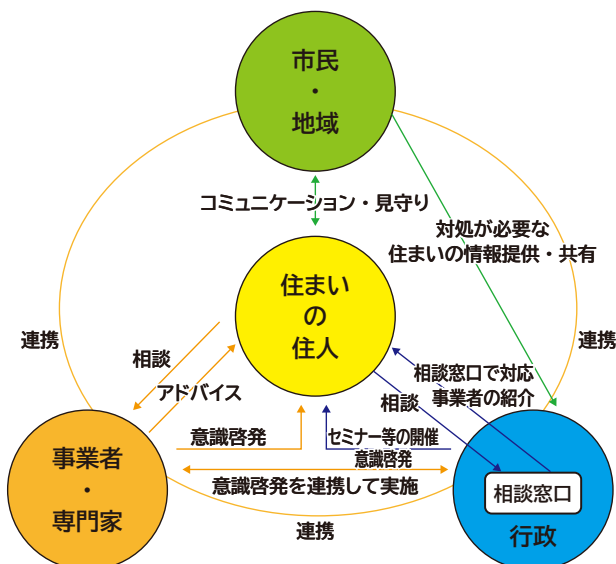 市民
・
地域
コミュニケーション・見守り
対処が必要な
住まいの情報提供・共有
住まい
の
住人
連携
連携
相談
アドバイス
相談窓口で対応
事業者の紹介
相談
意識啓発
セミナー等の開催
意識啓発
事業者
・
専門家
意識啓発を連携して実施
相談窓口
行政
連携